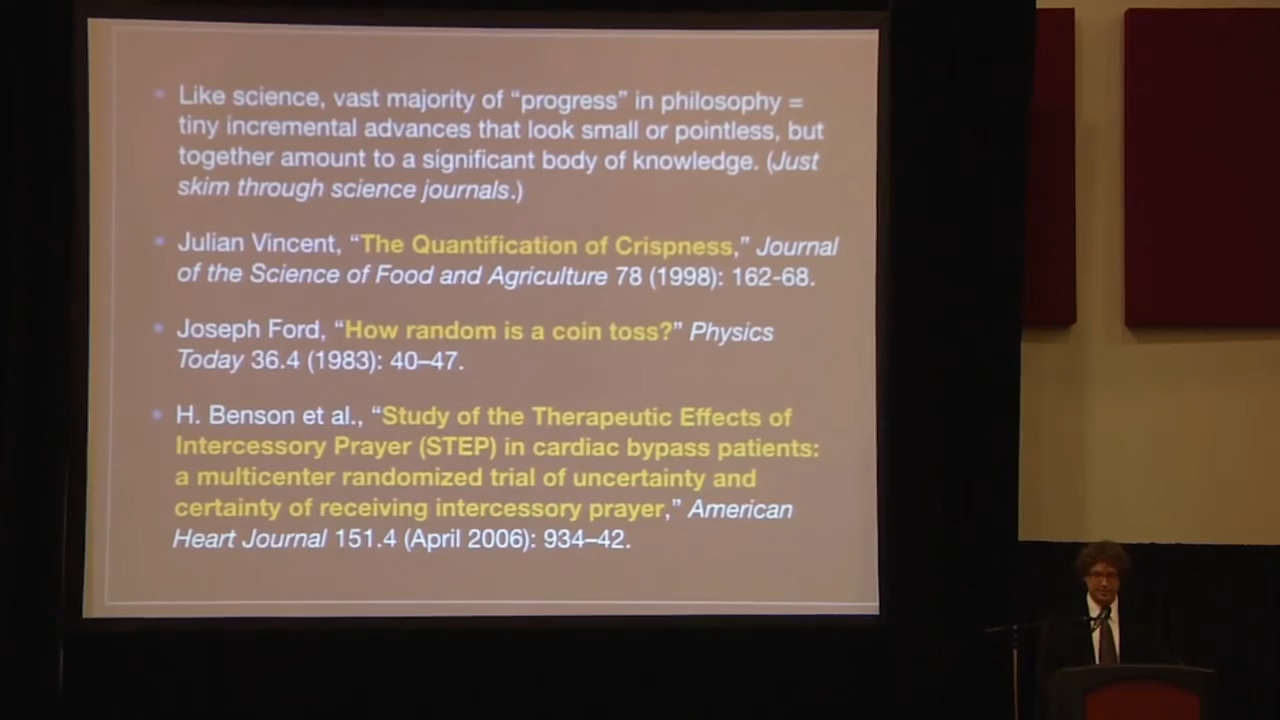 Like science, vast majority of “progress” in philosophy =
tiny incremental advances that look small or pointless, but
together amount to a significant body of knowledge. (Just
skim through science journals.)
Julian Vincent, “The Quantification of Crispness,” Journal
of the Science of Food and Agriculture 78 (1998): 162-68.
Joseph Ford, “How random is a coin toss?” Physics
Today 36.4 (1983): 40–47.
H. Benson et al., “Study of the Therapeutic Effects of
Intercessory Prayer (STEP) in cardiac bypass patients:
a multicenter randomized trial of uncertainty and
certainty of receiving intercessory prayer,” American
Heart Journal 151.4 (April 2006): 934–42.